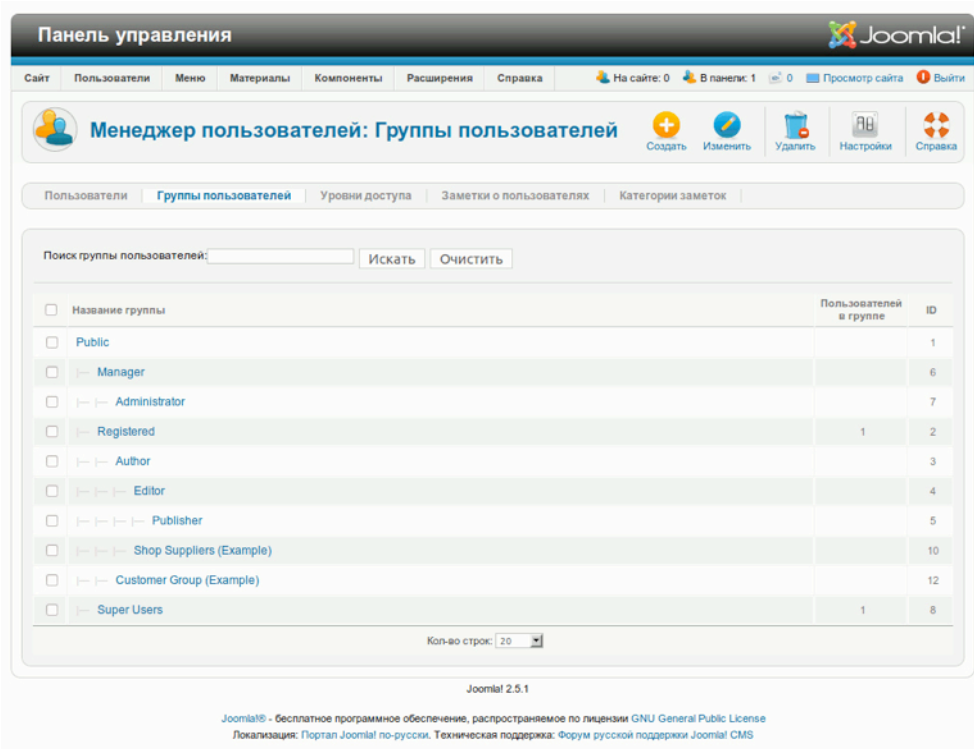 Панель управления
Joomla!
Сайт Пользователи Меню Материалы Компоненты Расширения Справка На сайте: 0 В панели: 1 0 Просмотр сайта Выйти
Менеджер пользователей: Группы пользователей
Создать Изменить Удалить Настройки Справка
Пользователи Группы пользователей Уровни доступа Заметки о пользователях Категории заметок
Поиск группы пользователей: Искать Очистить
Название группы Пользователей в группе ID
Public 1
Manager 6
Administrator 7
Registered 1 2
Author 3
Editor 4
Publisher 5
Shop Suppliers (Example) 10
Customer Group (Example) 12
Super Users 1 8
Кол-во строк: 20
Joomla! 2.5.1
Joomla!® - бесплатное программное обеспечение, распространяемое по лицензии GNU General Public License
Локализация: Портал Joomla! по-русски. Техническая поддержка: Форум русской поддержки Joomla! CMS